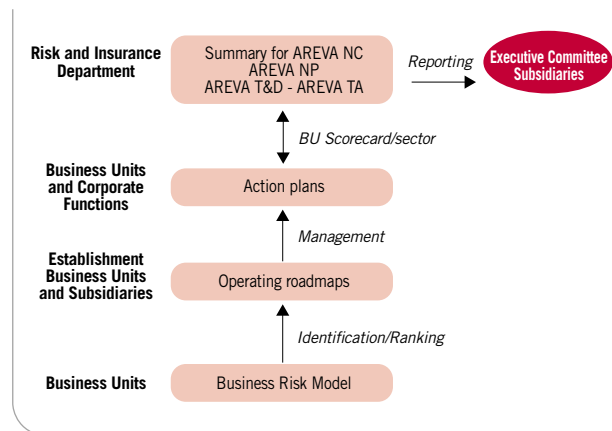 Risk and Insurance
Department
Summary for AREVA NC
AREVA NP
AREVA T&D - AREVA TA
Reporting
Executive Committee
Subsidiaries
BU Scorecard/sector
Business Units
and Corporate
Functions
Action plans
Management
Establishment
Business Units
and Subsidiaries
Operating roadmaps
Identification/Ranking
Business Units
Business Risk Model